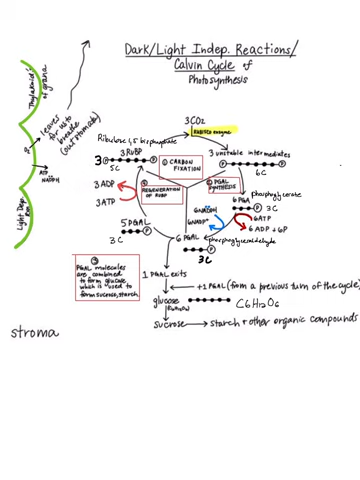 Dark/Light Indep. Reactions/
Calvin Cycle of
Photosynthesis
Thylakoid's
of grana
leaves
for us to
breathe
(out stomata)
ATP
NADPH
Light Dep.
Rxn
3CO2
Rubisco enzyme
Ribulose 1,5 bisphosphate
3 RUBP
3
P
P
5C
3 unstable intermediates
P
P
6C
① CARBON
FIXATION
② PGAL
SYNTHESIS
③
REGENERATION
OF RUBP
3 ADP
3 ATP
phosphoglycerate
6 PGA
P
3C
6ATP
6 ADP + 6P
6NADPH
6NADP+
5 PGAL
P
3C
6 PGAL
phosphoglyceraldehyde
P
3C
③
PGAL molecules
are combined
to form glucose
which is used to
form sucrose, starch
1 PGAL exits
+1 PGAL (from a previous turn of the cycle)
glucose
C6H12O6
sucrose
starch + other organic compounds
stroma